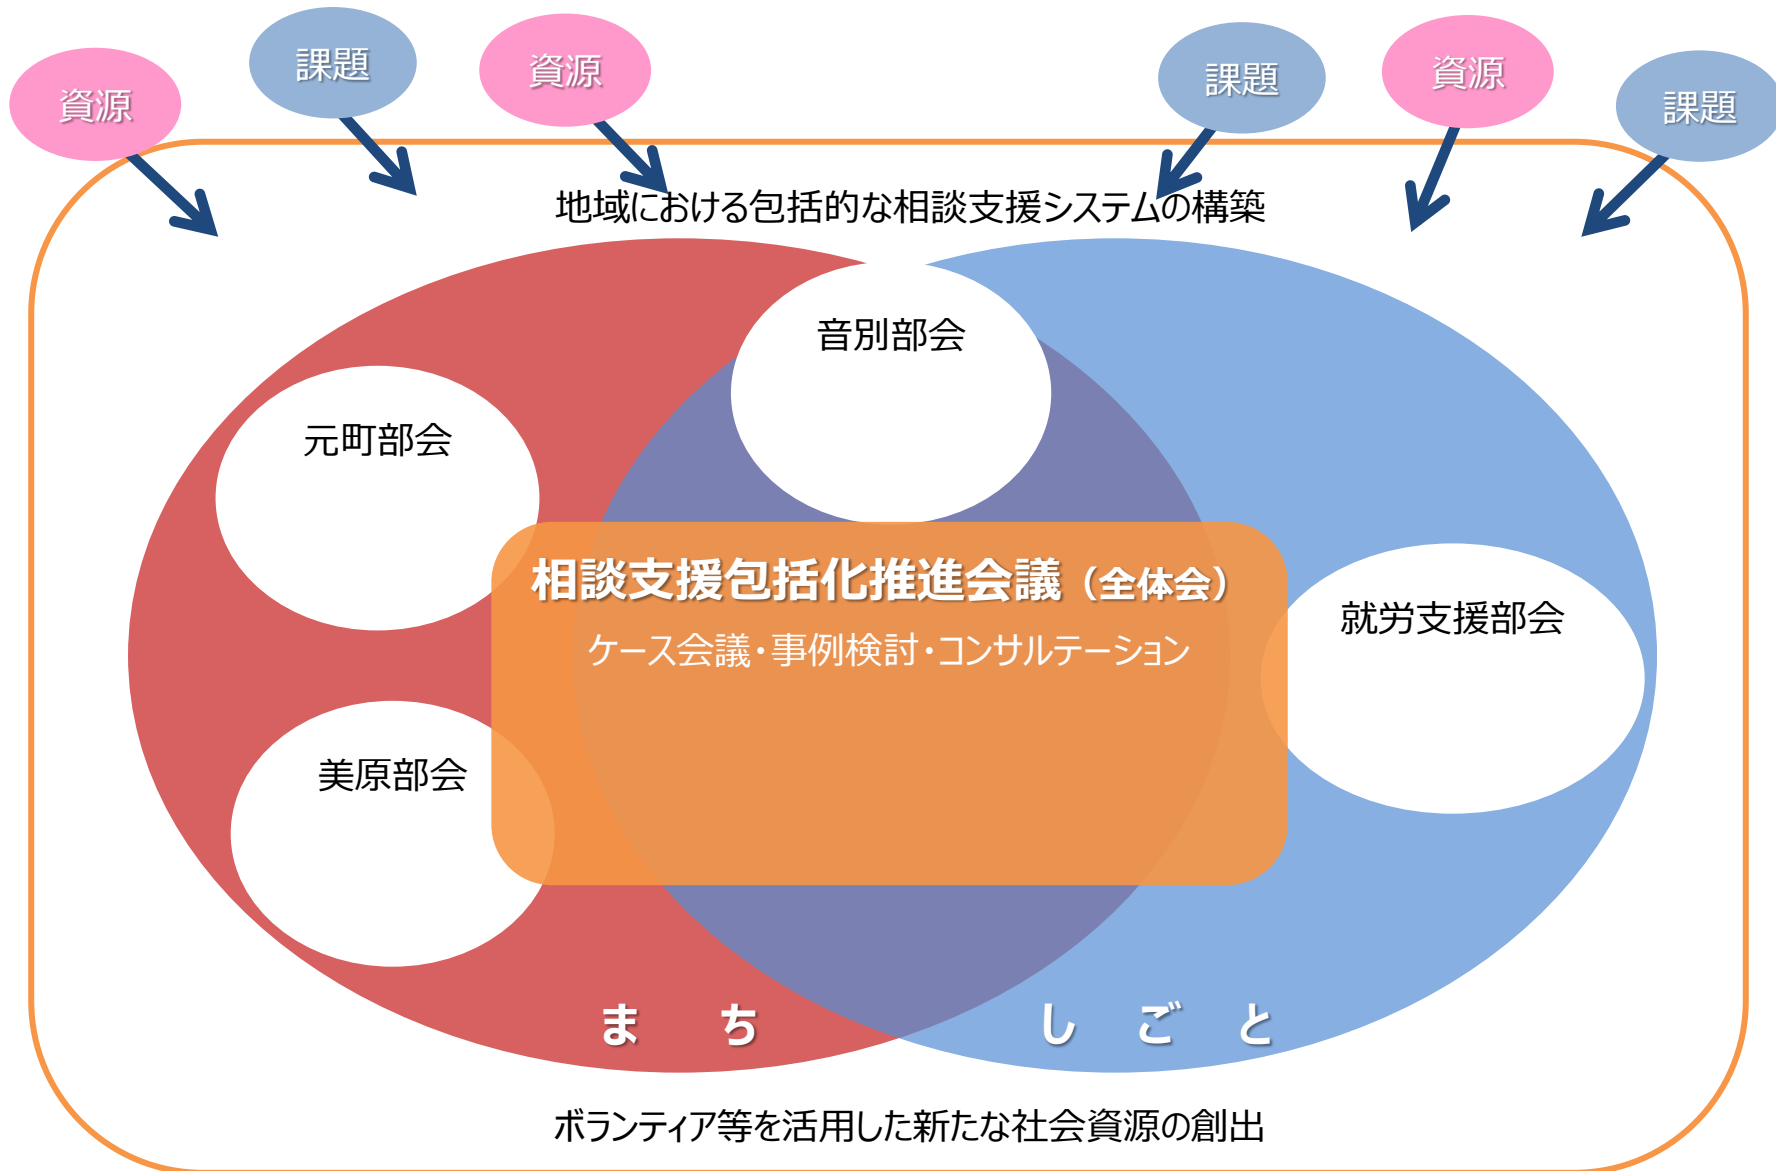 資源
課題
資源
課題
資源
課題
地域における包括的な相談支援システムの構築
音別部会
元町部会
相談支援包括化推進会議（全体会）
ケース会議・事例検討・コンサルテーション
就労支援部会
美原部会
まち
しごと
ボランティア等を活用した新たな社会資源の創出